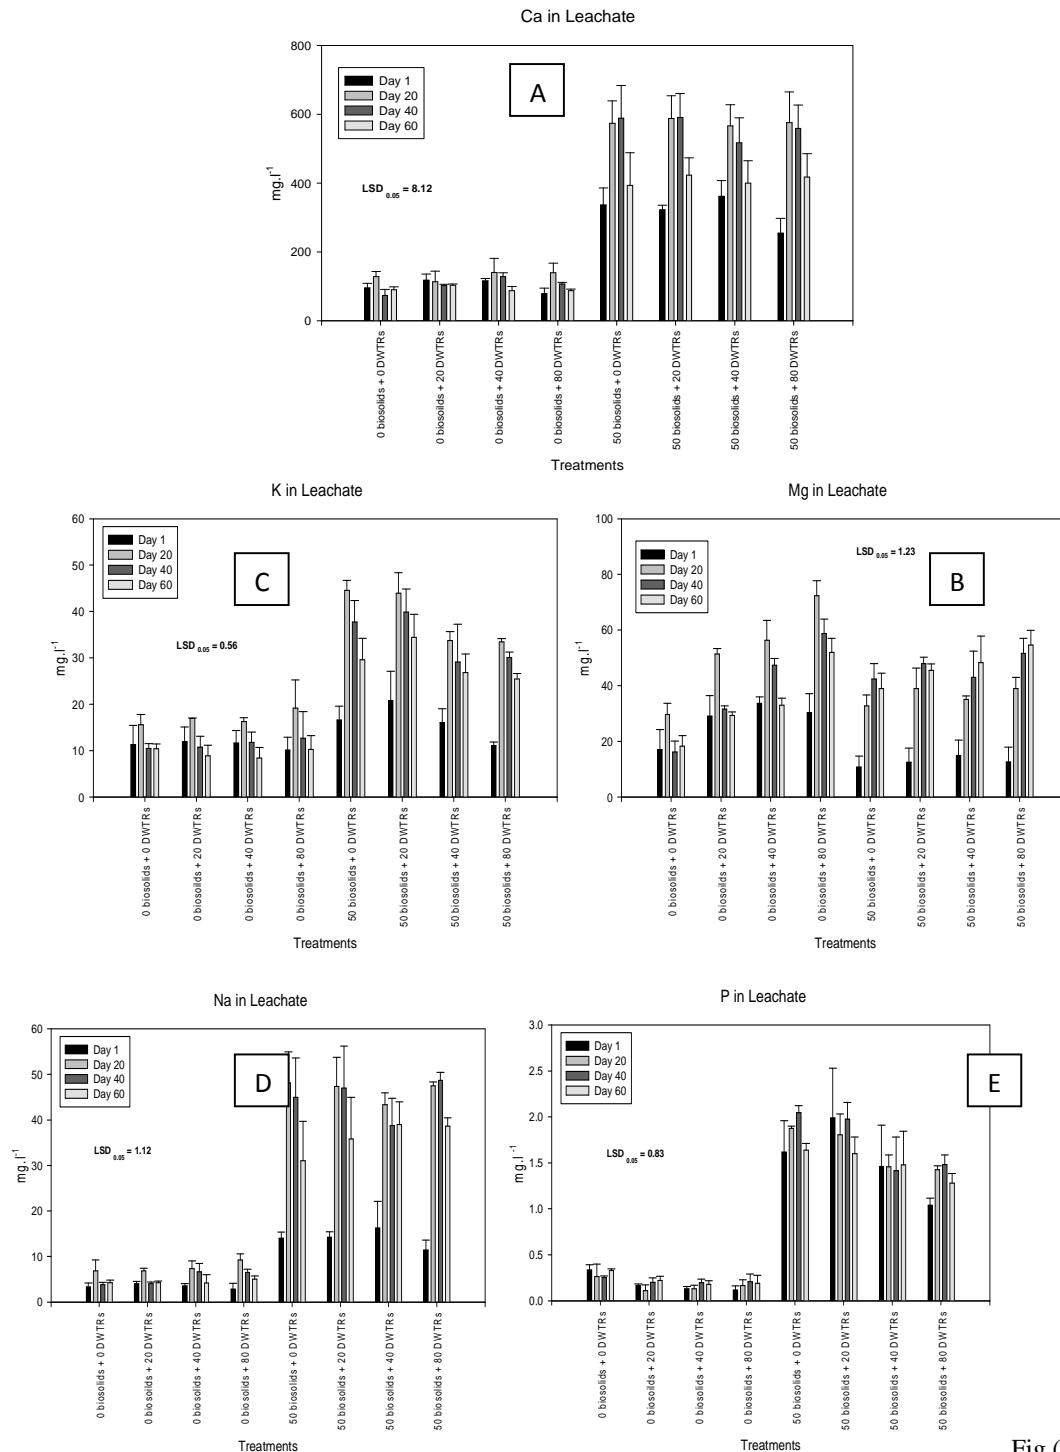 Ca in Leachate
800
600
400
200
0
mg.l-1
Day 1
Day 20
Day 40
Day 60
A
LSD 0.05 = 8.12
0 biosolids + 0 DWTRs
0 biosoilds + 20 DWTRs
0 biosolids + 40 DWTRs
0 biosolids + 80 DWTRs
50 biosolids + 0 DWTRs
50 biosolids + 20 DWTRs
50 biosolids + 40 DWTRs
50 biosolids + 80 DWTRs
Treatments
K in Leachate
60
50
40
30
20
10
0
mg.l-1
Day 1
Day 20
Day 40
Day 60
C
LSD 0.05 = 0.56
0 biosolids + 0 DWTRs
0 biosoilds + 20 DWTRs
0 biosolids + 40 DWTRs
0 biosolids + 80 DWTRs
50 biosolids + 0 DWTRs
50 biosolids + 20 DWTRs
50 biosolids + 40 DWTRs
50 biosolids + 80 DWTRs
Treatments
Mg in Leachate
100
80
60
40
20
0
mg.l-1
Day 1
Day 20
Day 40
Day 60
LSD 0.05 = 1.23
B
0 biosolids + 0 DWTRs
0 biosolids + 20 DWTRs
0 biosolids + 40 DWTRs
0 biosolids + 80 DWTRs
50 biosolids + 0 DWTRs
50 biosolids + 20 DWTRs
50 biosolids + 40 DWTRs
50 biosolids + 80 DWTRs
Treatments
Na in Leachate
60
50
40
30
20
10
0
mg.l-1
Day 1
Day 20
Day 40
Day 60
D
LSD 0.05 = 1.12
0 biosolids + 0 DWTRs
0 biosolids + 20 DWTRs
0 biosolids + 40 DWTRs
0 biosolids + 80 DWTRs
50 biosolids + 0 DWTRs
50 biosolids + 20 DWTRs
50 biosolids + 40 DWTRs
50 biosolids + 80 DWTRs
Treatments
P in Leachate
3.0
2.5
2.0
1.5
1.0
0.5
0.0
mg.l-1
Day 1
Day 20
Day 40
Day 60
E
LSD 0.05 = 0.83
0 biosolids + 0 DWTRs
0 biosoilds + 20 DWTRs
0 biosolids + 40 DWTRs
0 biosolids + 80 DWTRs
50 biosolids + 0 DWTRs
50 biosolids + 20 DWTRs
50 biosolids + 40 DWTRs
50 biosolids + 80 DWTRs
Treatments
Fig (